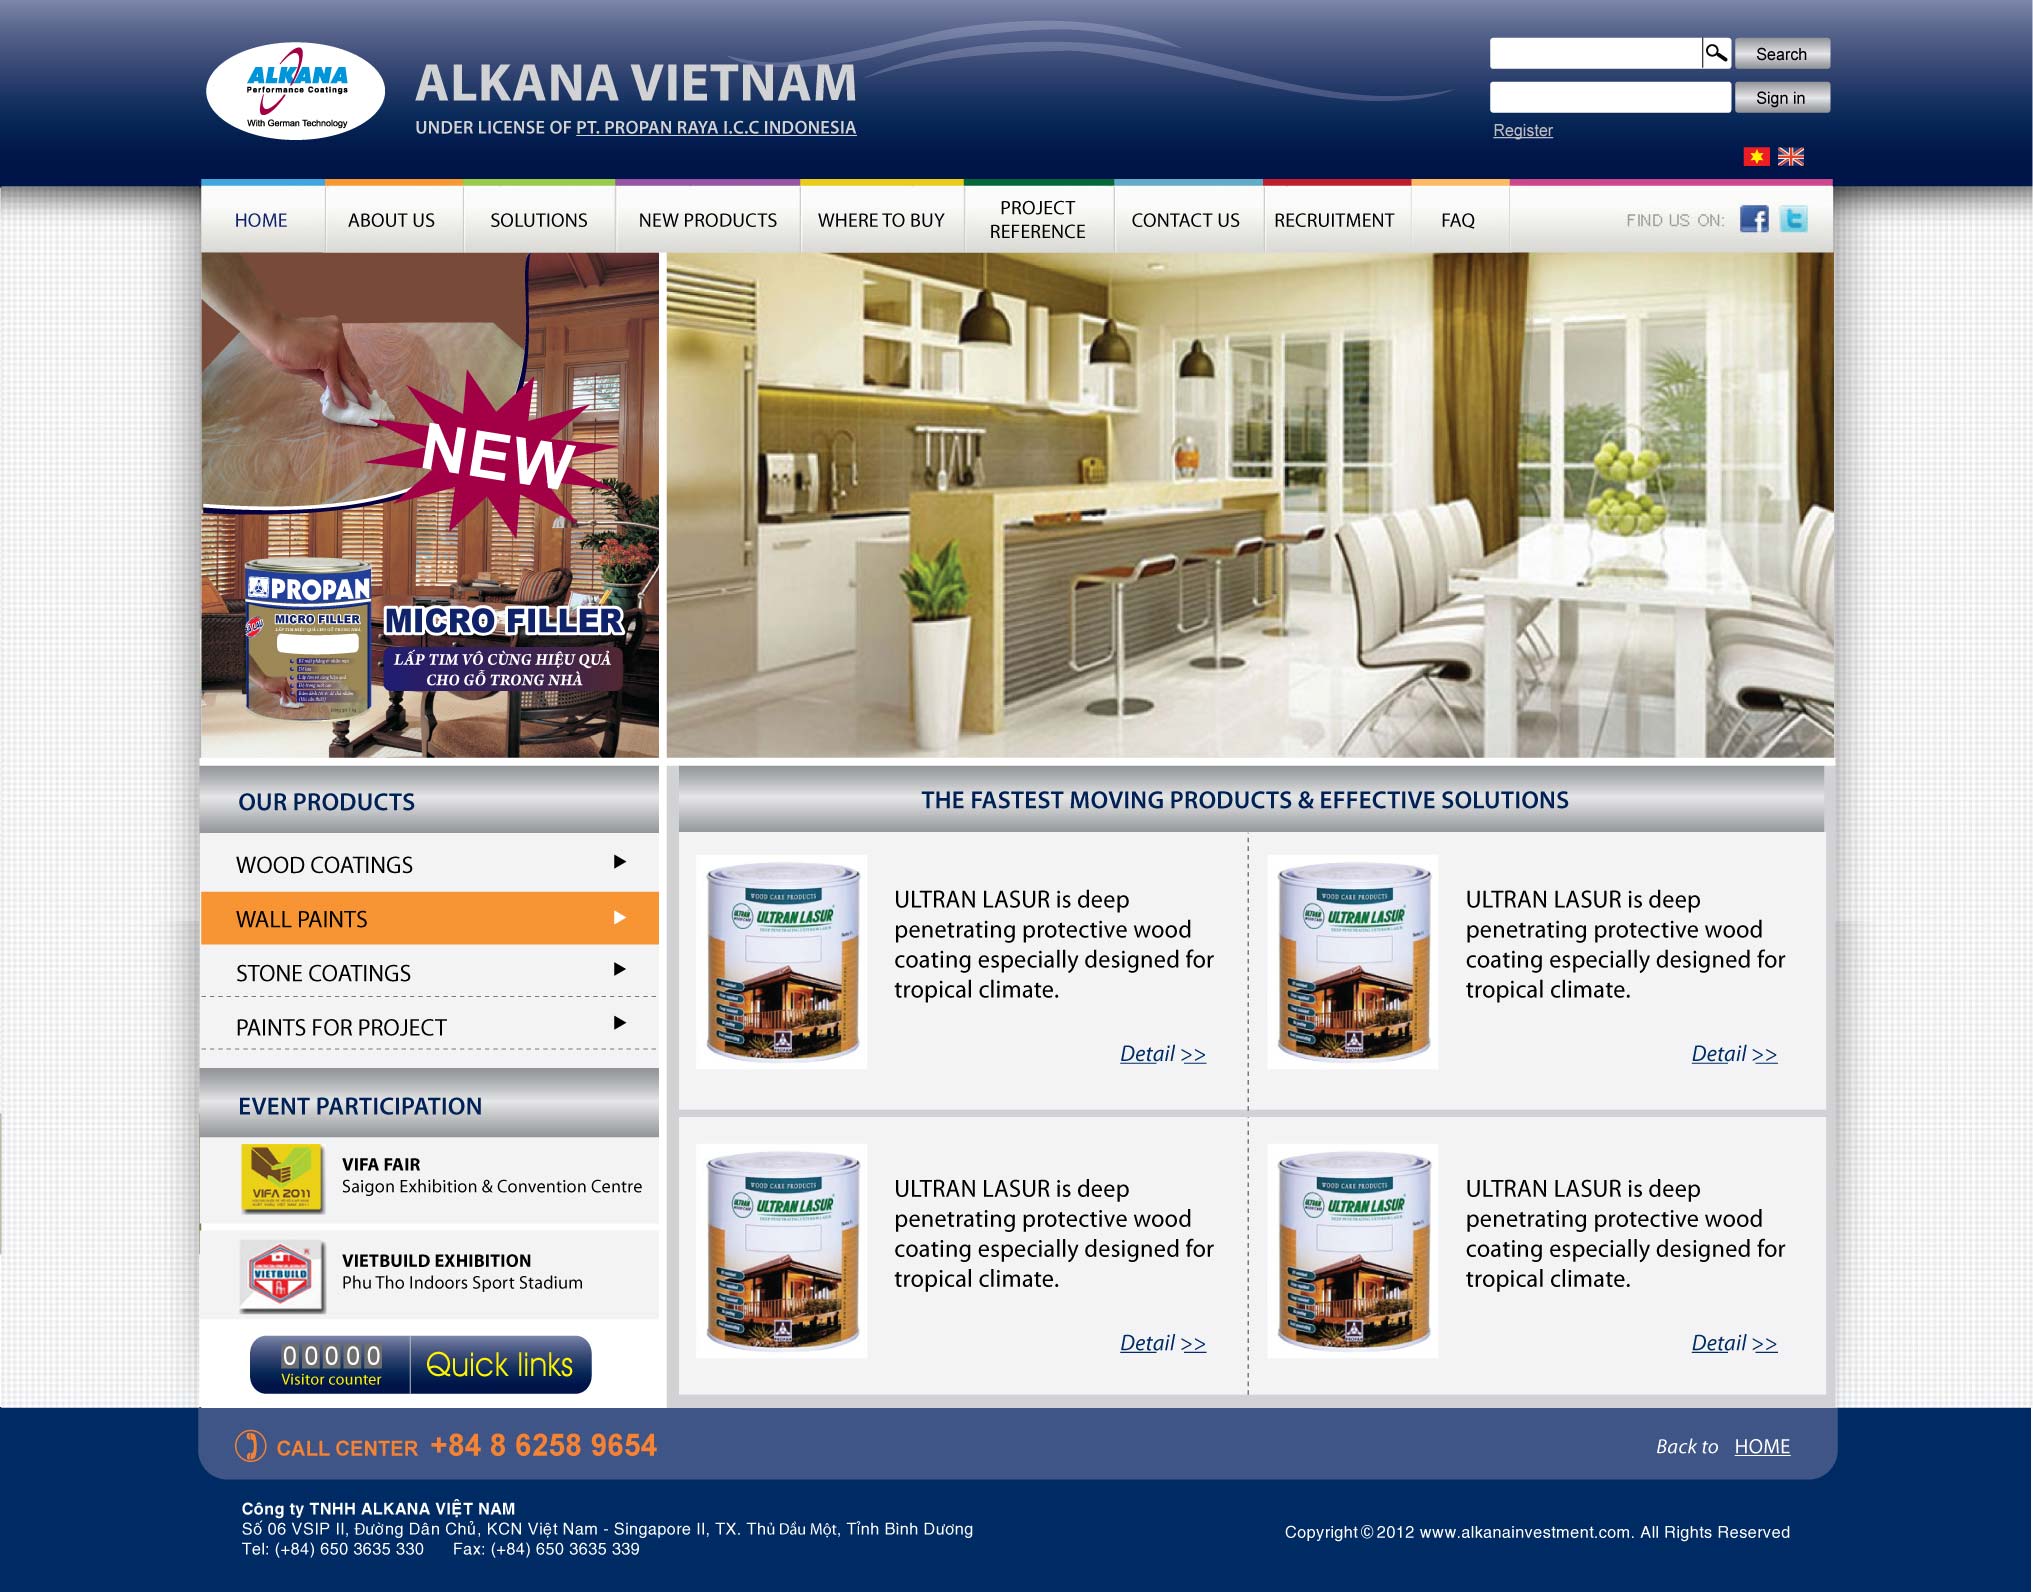 ALKANA
Performance Coatings
With German Technology
ALKANA VIETNAM
UNDER LICENSE OF PT. PROPAN RAYA I.C.C INDONESIA
Search
Sign in
Register
HOME
ABOUT US
SOLUTIONS
NEW PRODUCTS
WHERE TO BUY
PROJECT
REFERENCE
CONTACT US
RECRUITMENT
FAQ
FIND US ON:
NEW
PROPAN
MICRO FILLER
MICRO FILLER
LẤP TIM VÔ CÙNG HIỆU QUẢ
CHO GỖ TRONG NHÀ
OUR PRODUCTS
WOOD COATINGS
WALL PAINTS
STONE COATINGS
PAINTS FOR PROJECT
EVENT PARTICIPATION
VIFA 2011
VIFA FAIR
Saigon Exhibition & Convention Centre
VIETBUILD
VIETBUILD EXHIBITION
Phu Tho Indoors Sport Stadium
00000
Visitor counter
Quick links
THE FASTEST MOVING PRODUCTS & EFFECTIVE SOLUTIONS
WOOD CARE PRODUCTS
ULTRAN LASUR
ULTRAN LASUR is deep
penetrating protective wood
coating especially designed for
tropical climate.
Detail >>
WOOD CARE PRODUCTS
ULTRAN LASUR
ULTRAN LASUR is deep
penetrating protective wood
coating especially designed for
tropical climate.
Detail >>
WOOD CARE PRODUCTS
ULTRAN LASUR
ULTRAN LASUR is deep
penetrating protective wood
coating especially designed for
tropical climate.
Detail >>
WOOD CARE PRODUCTS
ULTRAN LASUR
ULTRAN LASUR is deep
penetrating protective wood
coating especially designed for
tropical climate.
Detail >>
CALL CENTER +84 8 6258 9654
Back to HOME
Công ty TNHH ALKANA VIỆT NAM
Số 06 VSIP II, Đường Dân Chủ, KCN Việt Nam - Singapore II, TX. Thủ Dầu Một, Tỉnh Bình Dương
Tel: (+84) 650 3635 330 Fax: (+84) 650 3635 339
Copyright © 2012 www.alkanainvestment.com. All Rights Reserved